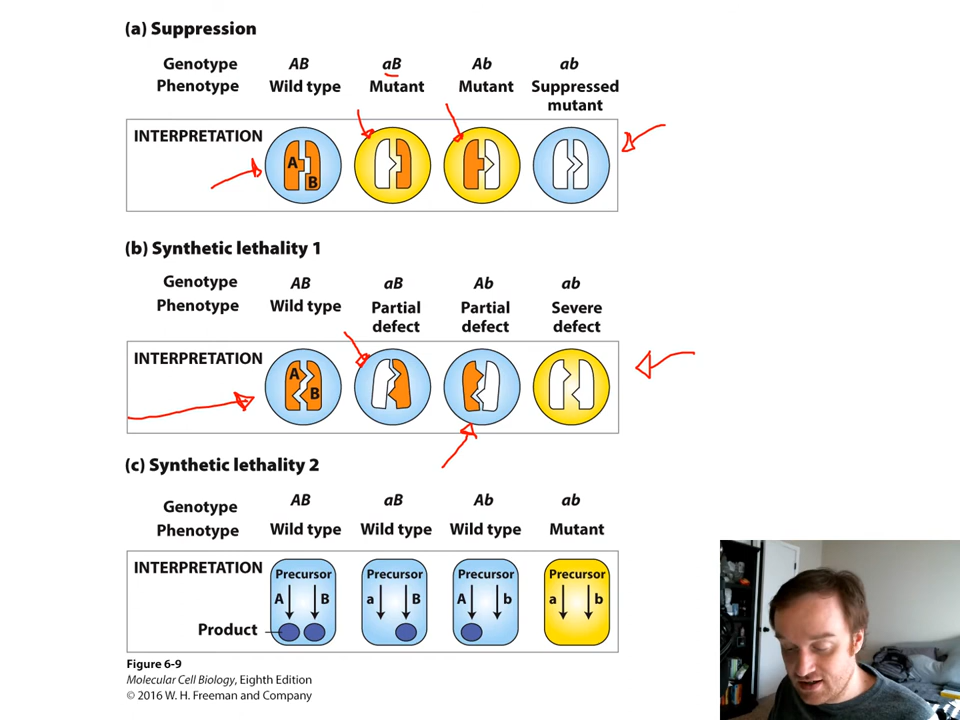 (a) Suppression
Genotype AB aB Ab ab
Phenotype Wild type Mutant Mutant Suppressed mutant
INTERPRETATION
A
B
(b) Synthetic lethality 1
Genotype AB aB Ab ab
Phenotype Wild type Partial defect Partial defect Severe defect
INTERPRETATION
A
B
(c) Synthetic lethality 2
Genotype AB aB Ab ab
Phenotype Wild type Wild type Wild type Mutant
INTERPRETATION Precursor Precursor Precursor Precursor
A B a B A b a b
Product
Figure 6-9
Molecular Cell Biology, Eighth Edition
© 2016 W. H. Freeman and Company